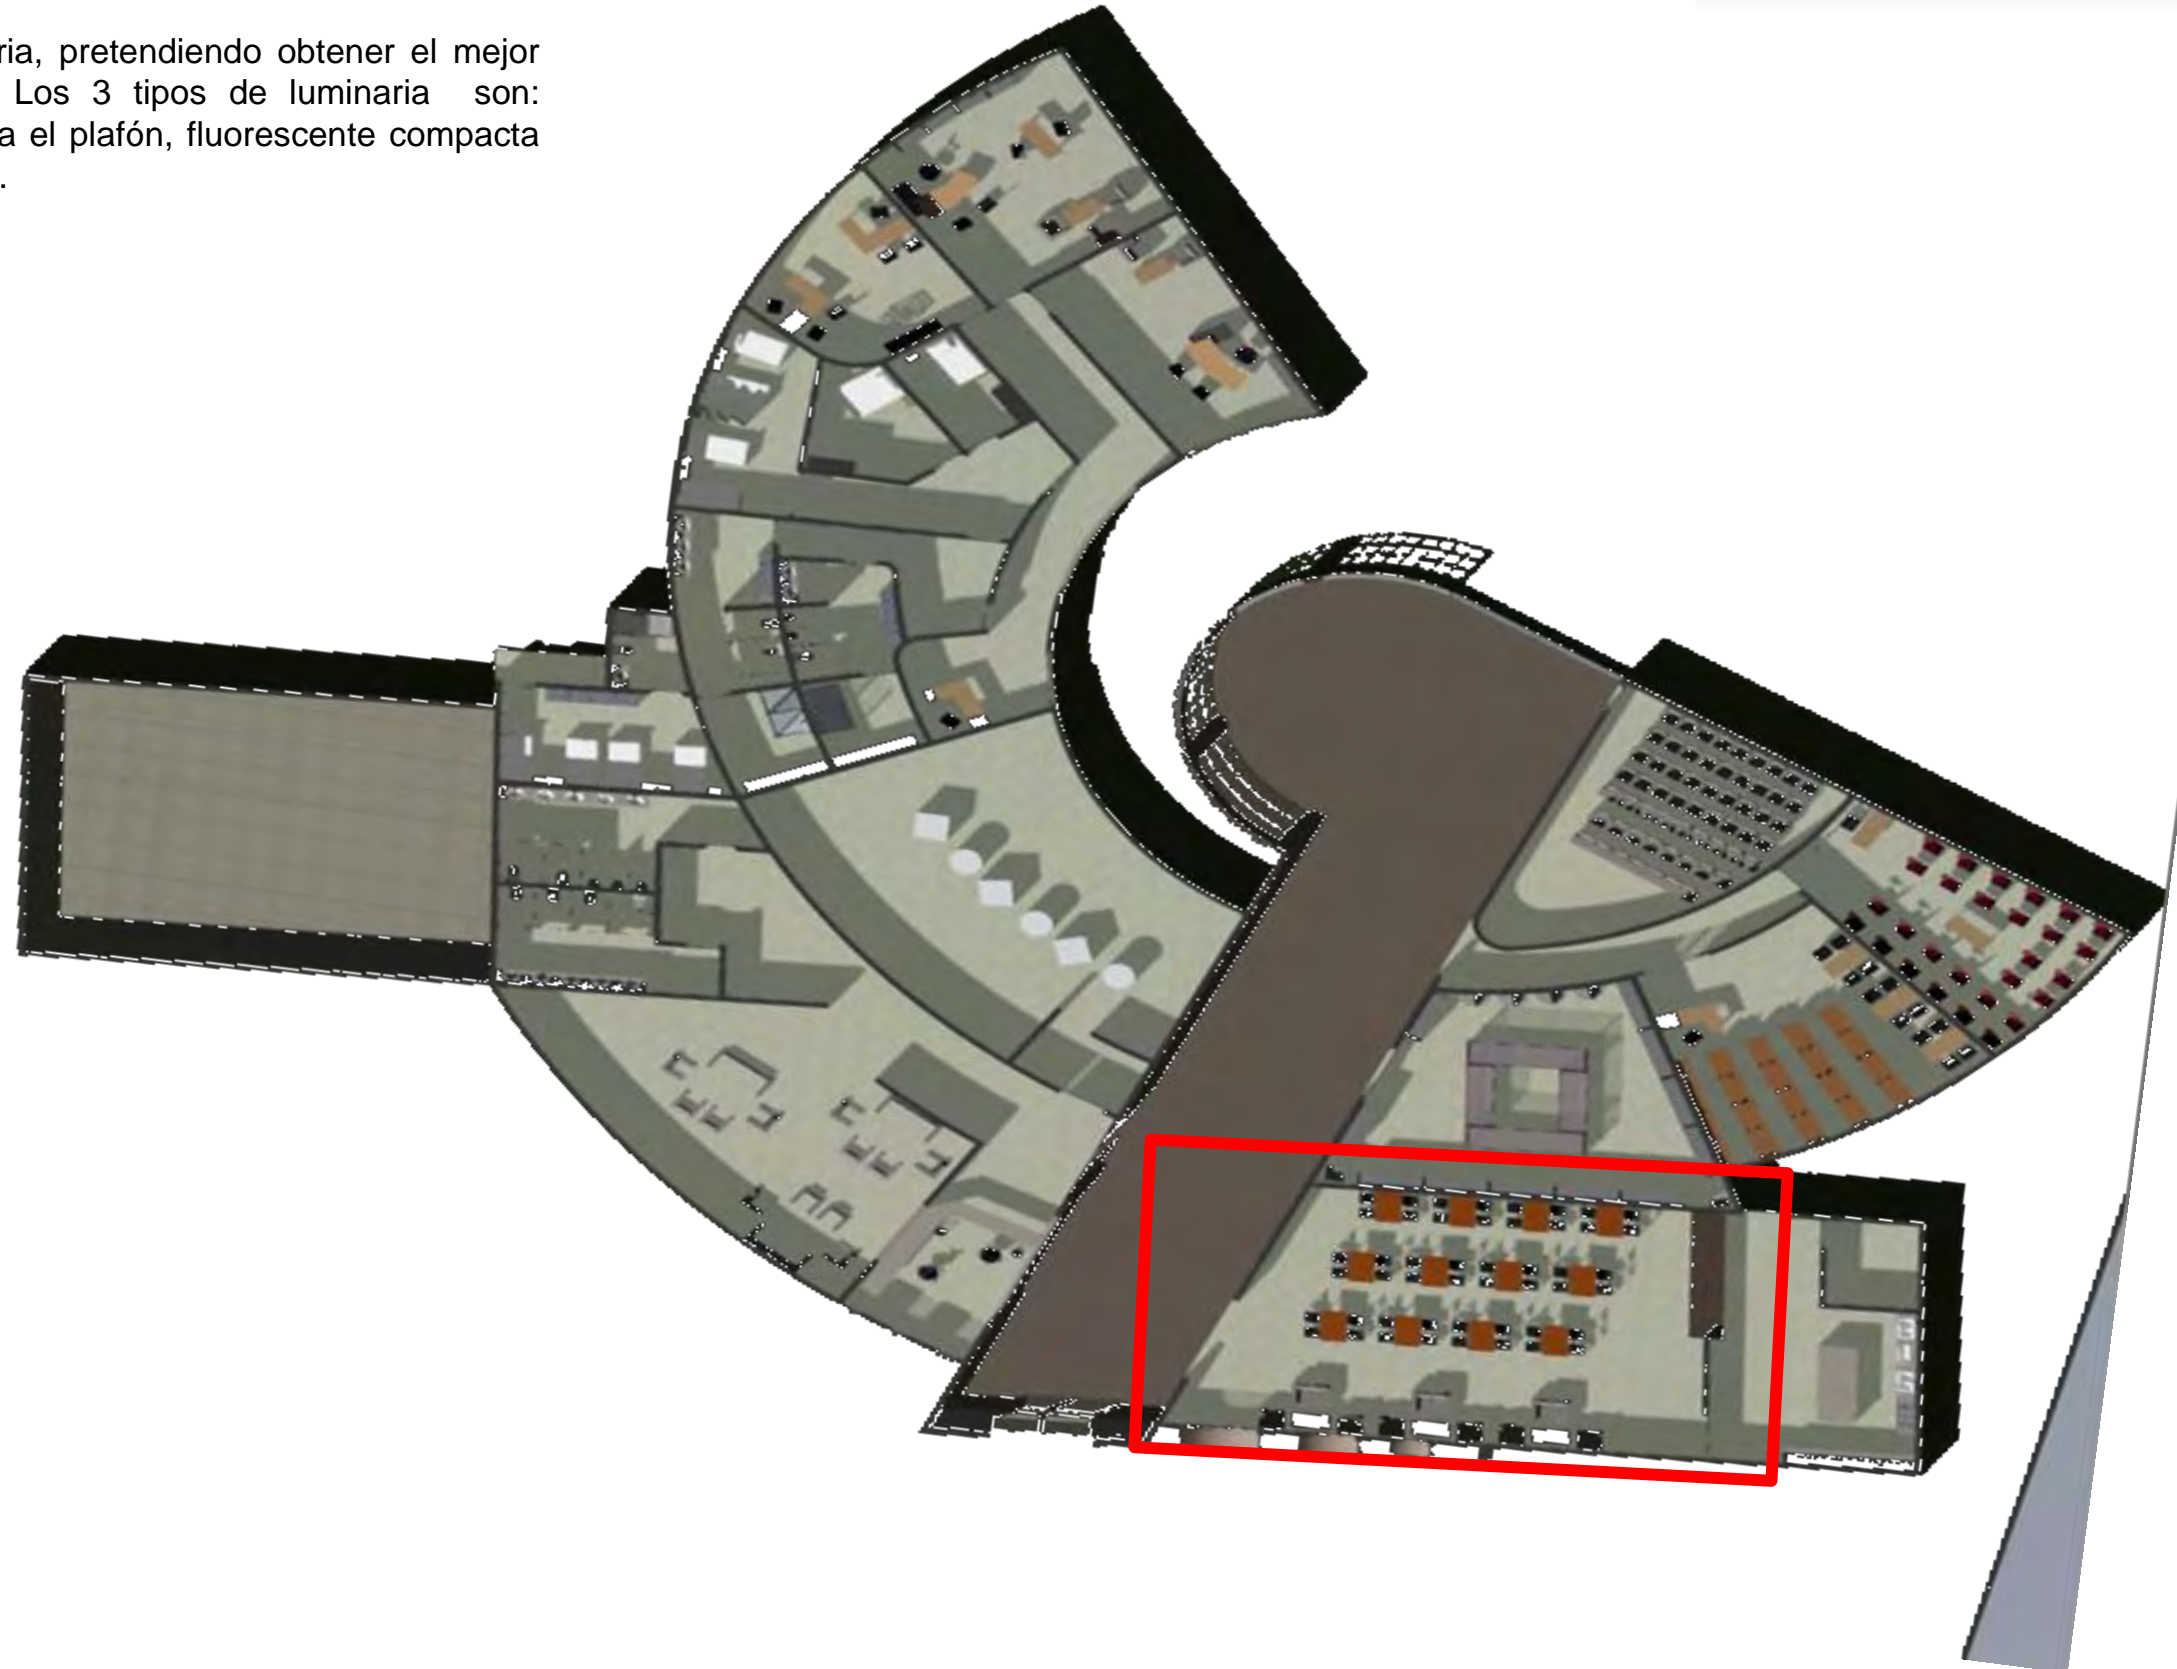 ria, pretendiendo obtener el mejor
Los 3 tipos de luminaria son:
a el plafón, fluorescente compacta
.